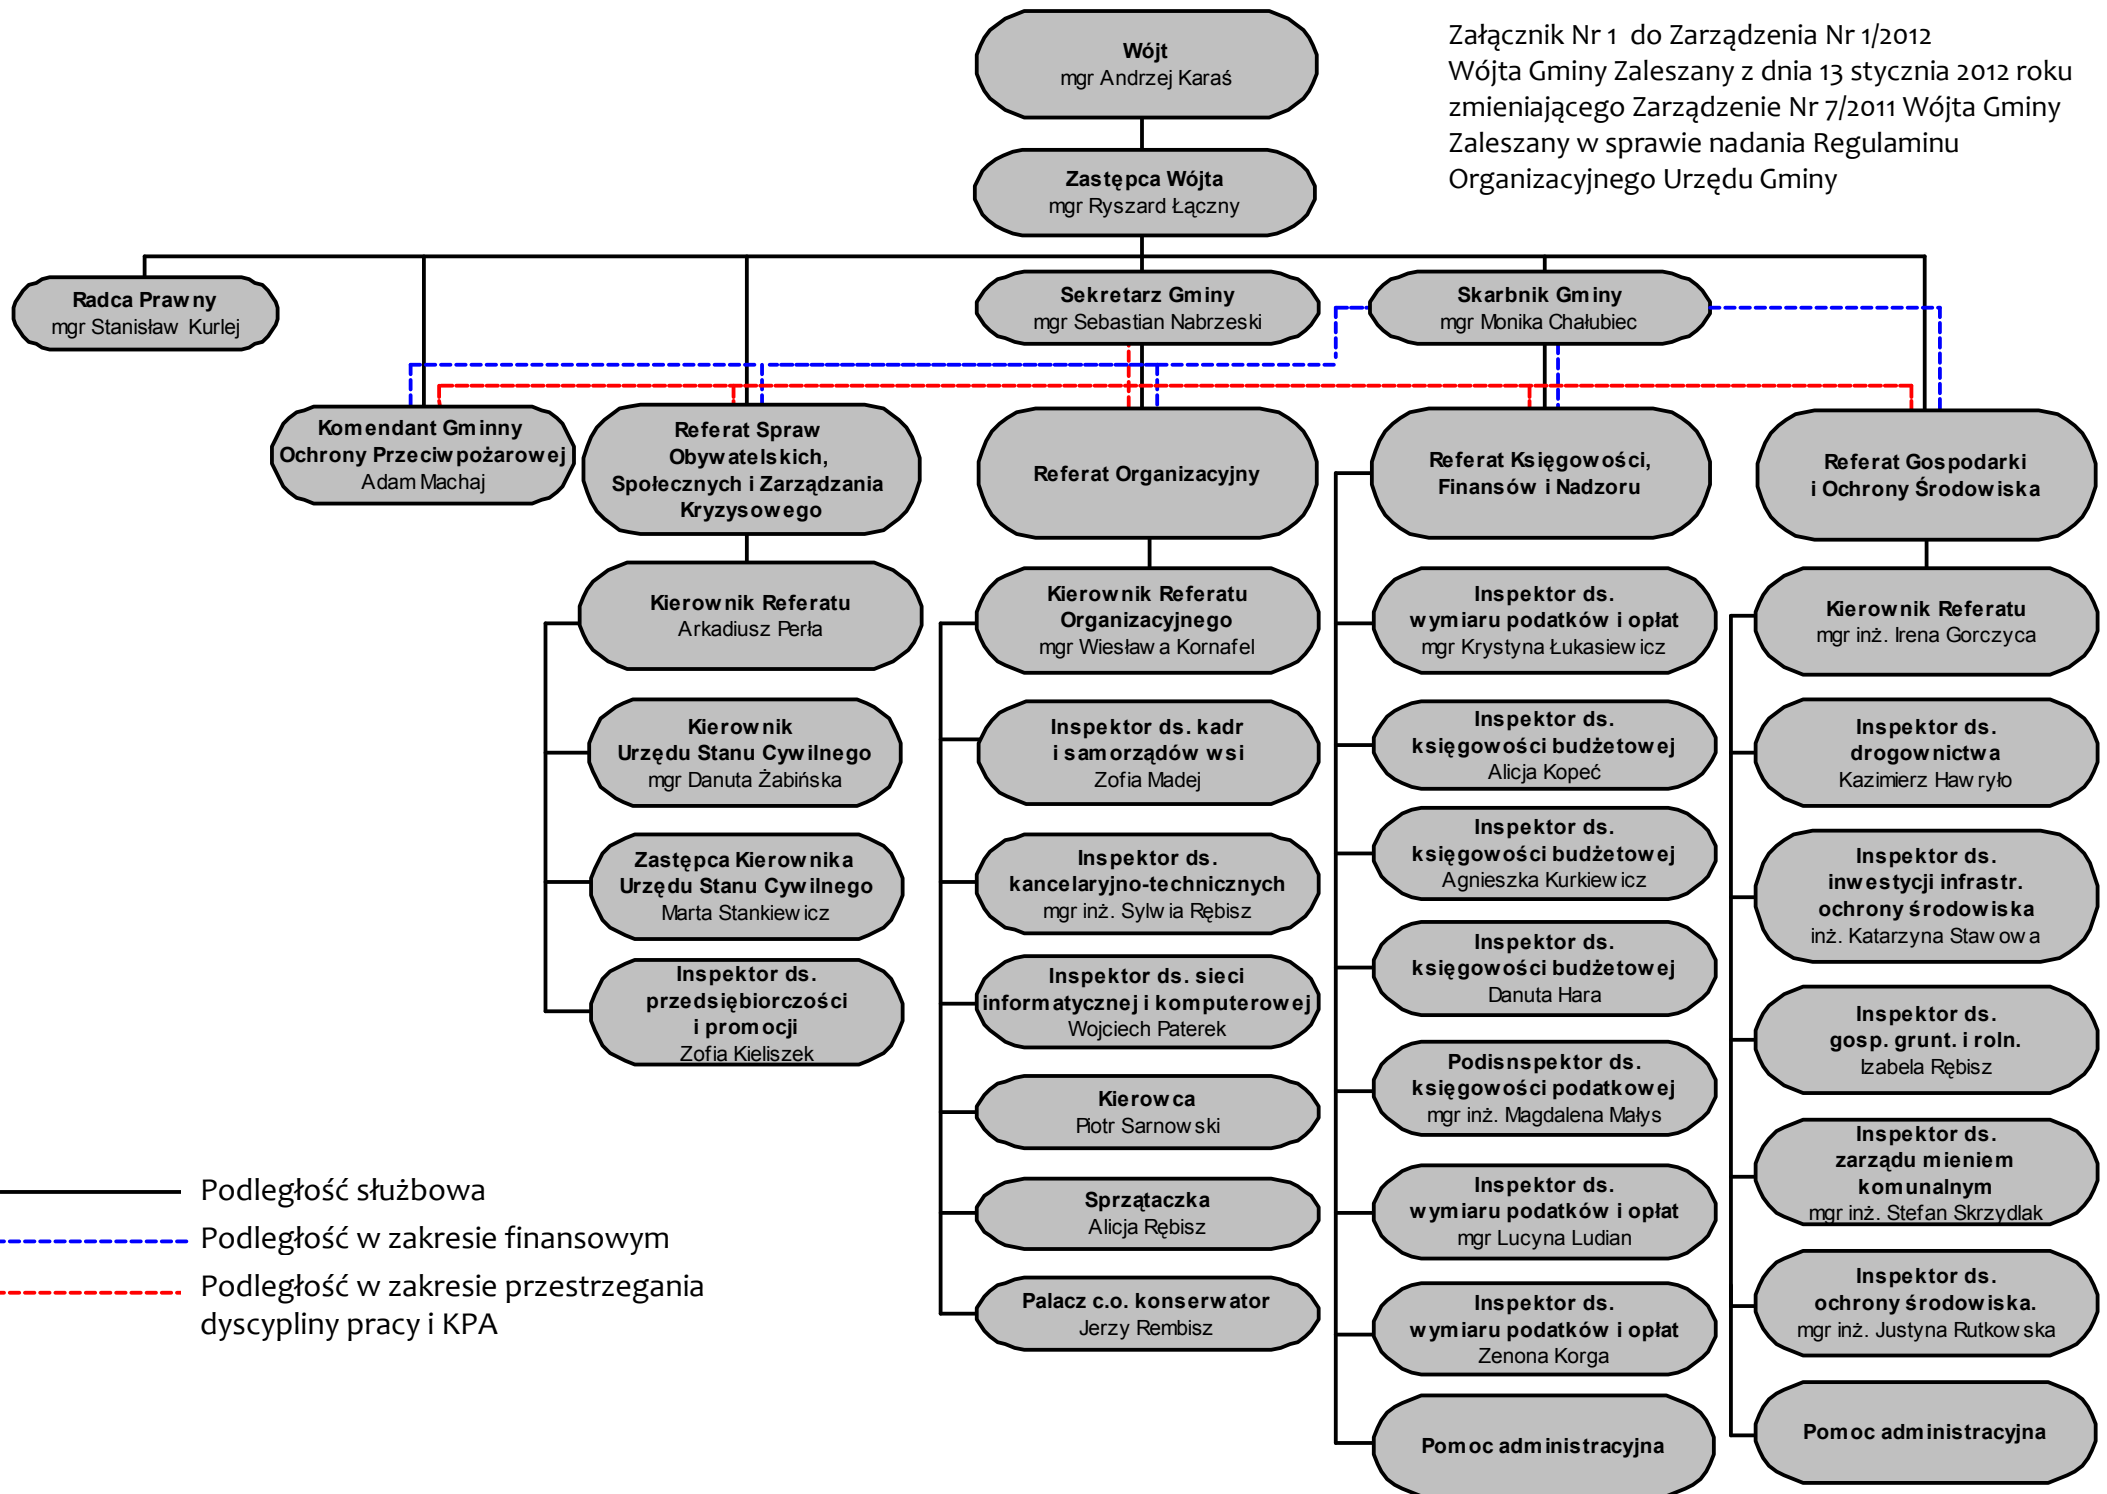 Załącznik Nr 1 do Zarządzenia Nr 1/2012
Wójta Gminy Zaleszany z dnia 13 stycznia 2012 roku
zmieniającego Zarządzenie Nr 7/2011 Wójta Gminy
Zaleszany w sprawie nadania Regulaminu
Organizacyjnego Urzędu Gminy
Wójt
mgr Andrzej Karaś
Zastępca Wójta
mgr Ryszard Łączny
Radca Prawny
mgr Stanisław Kurlej
Sekretarz Gminy
mgr Sebastian Nabrzeski
Skarbnik Gminy
mgr Monika Chałubiec
Komendant Gminny
Ochrony Przeciwpożarowej
Adam Machaj
Referat Spraw
Obywatelskich,
Społecznych i Zarządzania
Kryzysowego
Referat Organizacyjny
Referat Księgowości,
Finansów i Nadzoru
Referat Gospodarki
i Ochrony Środowiska
Kierownik Referatu
Arkadiusz Perła
Kierownik
Urzędu Stanu Cywilnego
mgr Danuta Żabińska
Zastępca Kierownika
Urzędu Stanu Cywilnego
Marta Stankiewicz
Inspektor ds.
przedsiębiorczości
i promocji
Zofia Kieliszek
Kierownik Referatu
Organizacyjnego
mgr Wiesława Kornafel
Inspektor ds. kadr
i samorządów wsi
Zofia Madej
Inspektor ds.
kancelaryjno-technicznych
mgr inż. Sylwia Rębisz
Inspektor ds. sieci
informatycznej i komputerowej
Wojciech Paterek
Kierowca
Piotr Sarnowski
Sprzątaczka
Alicja Rębisz
Palacz c.o. konserwator
Jerzy Rembisz
Inspektor ds.
wymiaru podatków i opłat
mgr Krystyna Łukasiewicz
Inspektor ds.
księgowości budżetowej
Alicja Kopeć
Inspektor ds.
księgowości budżetowej
Agnieszka Kurkiewicz
Inspektor ds.
księgowości budżetowej
Danuta Hara
Podisnspektor ds.
księgowości podatkowej
mgr inż. Magdalena Małys
Inspektor ds.
wymiaru podatków i opłat
mgr Lucyna Ludian
Inspektor ds.
wymiaru podatków i opłat
Zenona Korga
Pomoc administracyjna
Kierownik Referatu
mgr inż. Irena Gorczyca
Inspektor ds.
drogownictwa
Kazimierz Hawryło
Inspektor ds.
inwestycji infrastr.
ochrony środowiska
inż. Katarzyna Stawowa
Inspektor ds.
gosp. grunt. i roln.
Izabela Rębisz
Inspektor ds.
zarządu mieniem
komunalnym
mgr inż. Stefan Skrzydlak
Inspektor ds.
ochrony środowiska.
mgr inż. Justyna Rutkowska
Pomoc administracyjna
Podległość służbowa
Podległość w zakresie finansowym
Podległość w zakresie przestrzegania
dyscypliny pracy i KPA